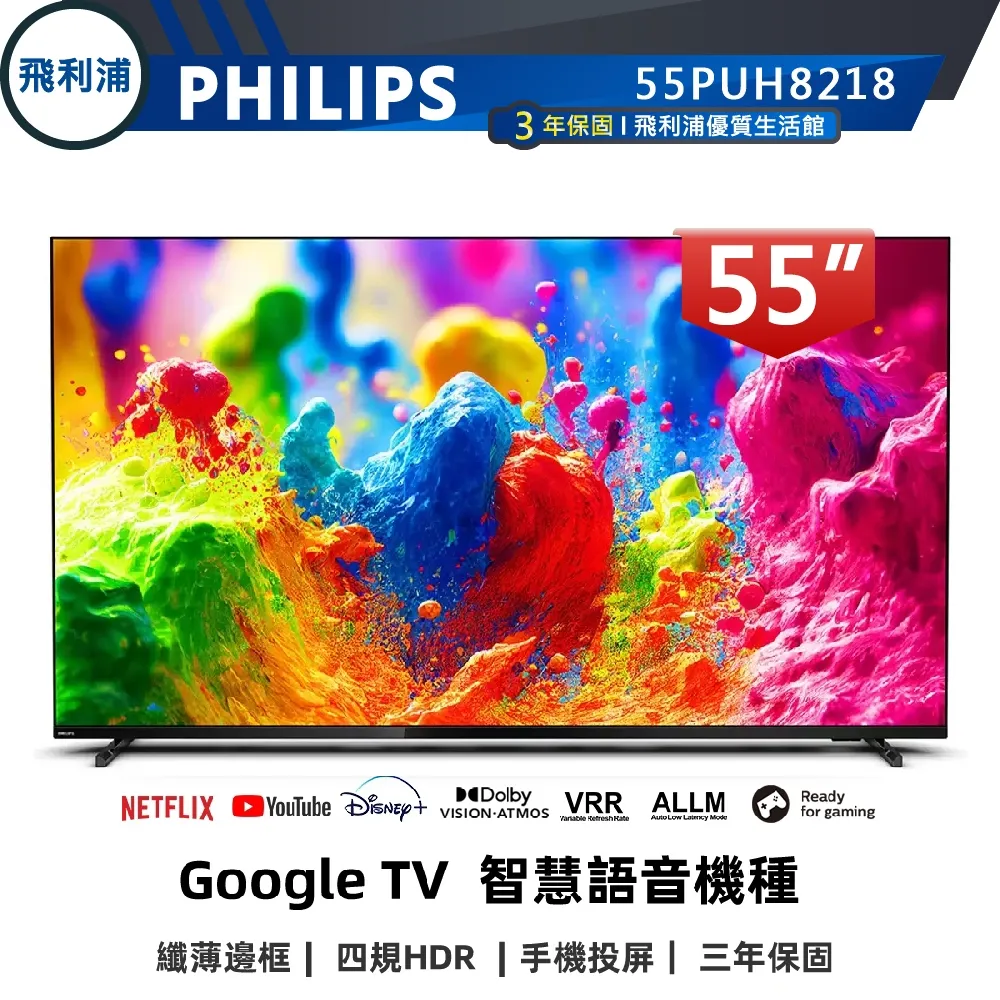 飛利浦
PHILIPS
55PUH8218
3年保固 I 飛利浦優質生活館
55”
PHILIPS
NETFLIX
YouTube
Disney+
Dolby
VISION·ATMOS
VRR
Variable Refresh Rate
ALLM
Auto Low Latency Mode
Ready
for gaming
Google TV 智慧語音機種
纖薄邊框 | 四規HDR | 手機投屏 | 三年保固